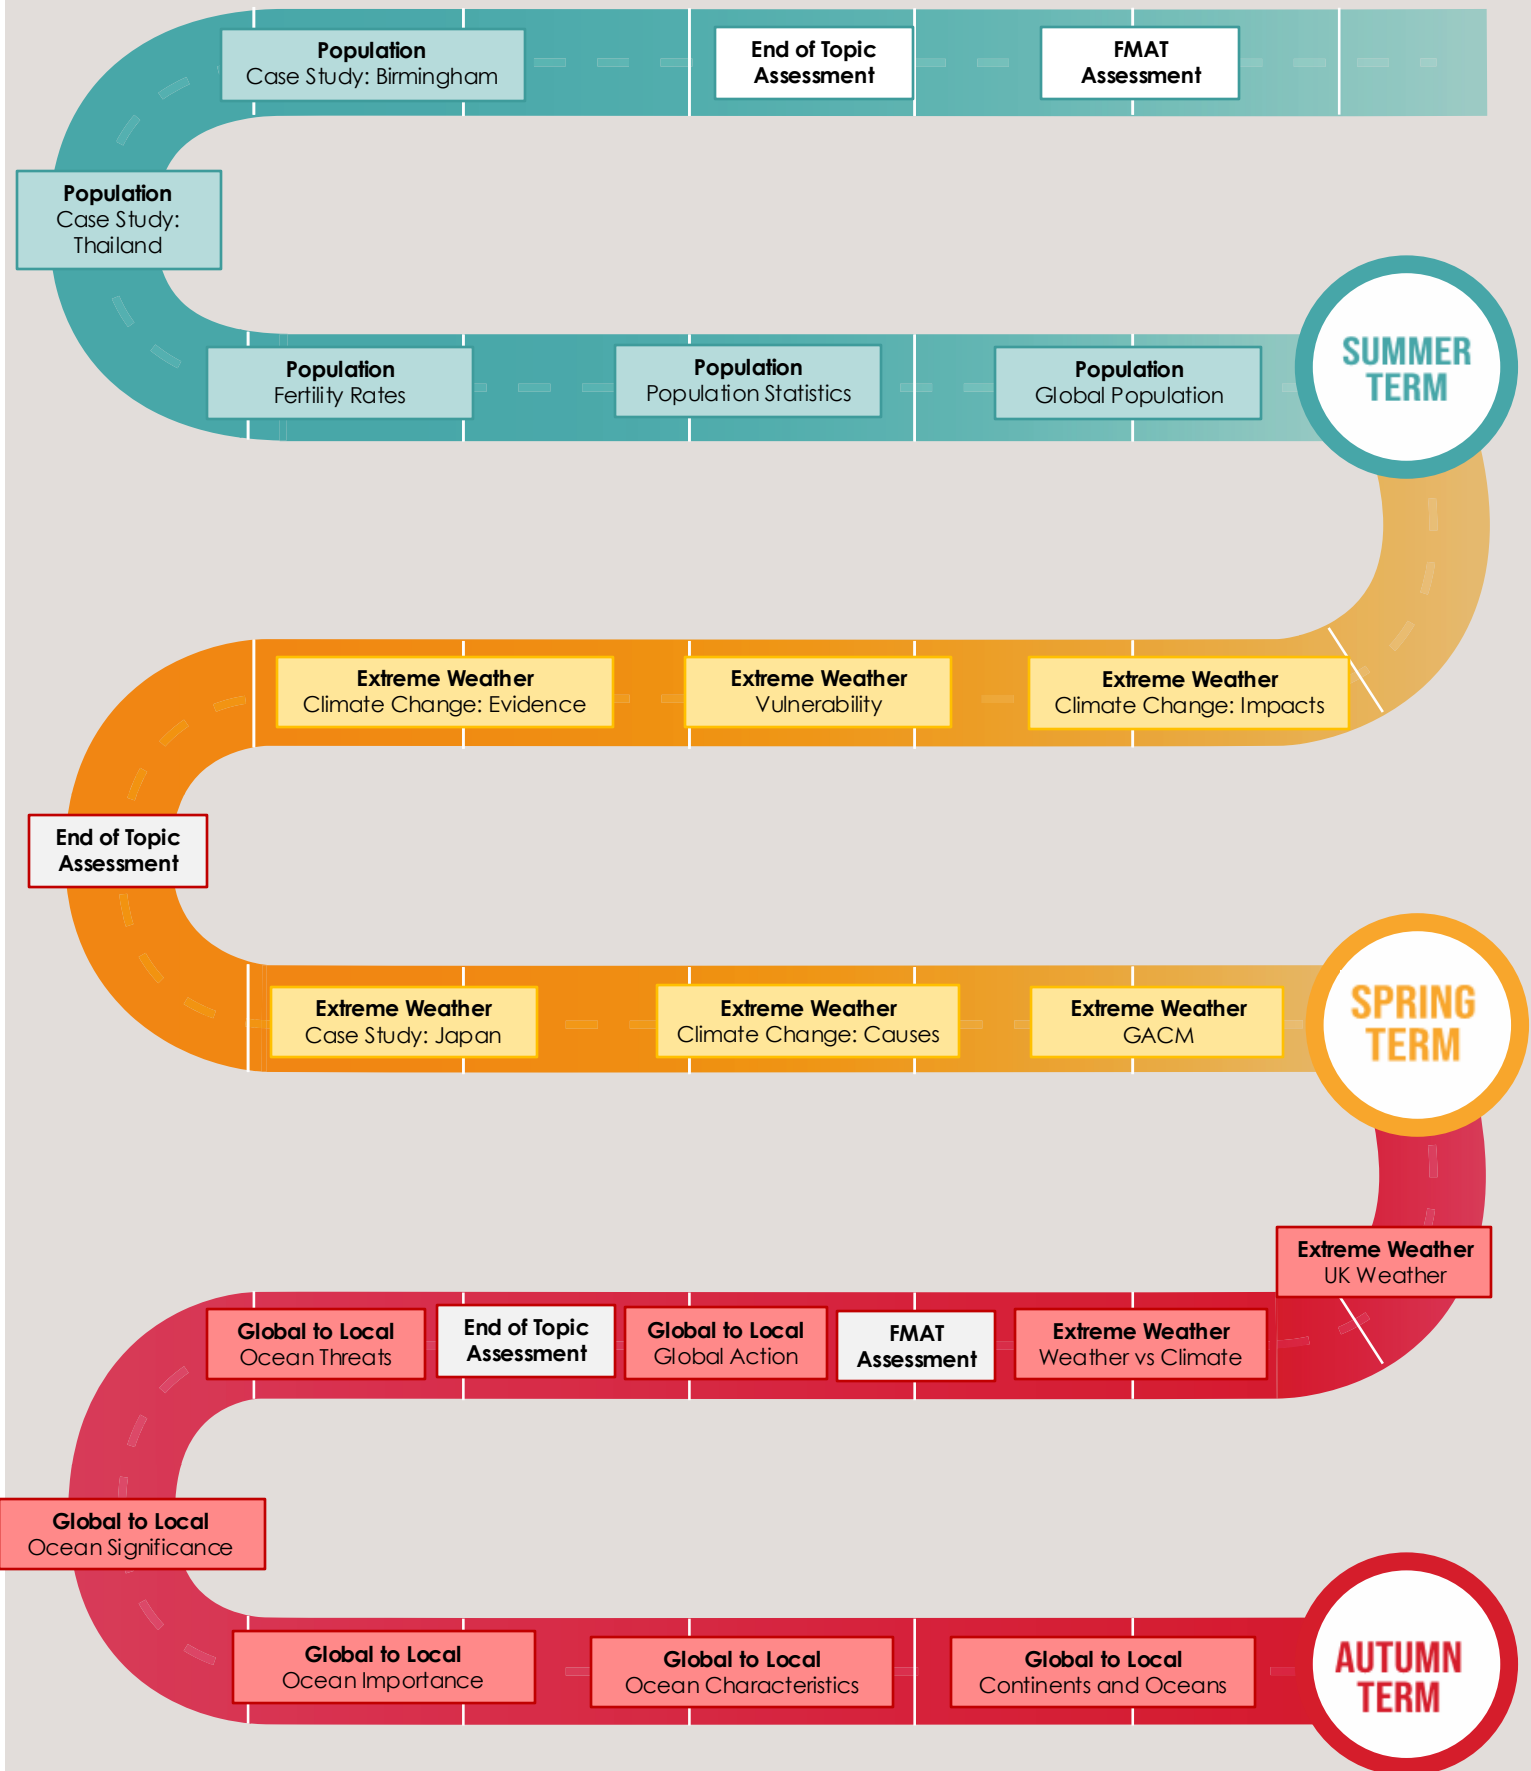 Population
Case Study: Birmingham
End of Topic
Assessment
FMAT
Assessment
Population
Case Study:
Thailand
SUMMER
TERM
Population
Fertility Rates
Population
Population Statistics
Population
Global Population
Extreme Weather
Climate Change: Evidence
Extreme Weather
Vulnerability
Extreme Weather
Climate Change: Impacts
End of Topic
Assessment
Extreme Weather
Case Study: Japan
Extreme Weather
Climate Change: Causes
Extreme Weather
GACM
SPRING
TERM
Extreme Weather
UK Weather
Global to Local
Ocean Threats
End of Topic
Assessment
Global to Local
Global Action
FMAT
Assessment
Extreme Weather
Weather vs Climate
Global to Local
Ocean Significance
Global to Local
Ocean Importance
Global to Local
Ocean Characteristics
Global to Local
Continents and Oceans
AUTUMN
TERM